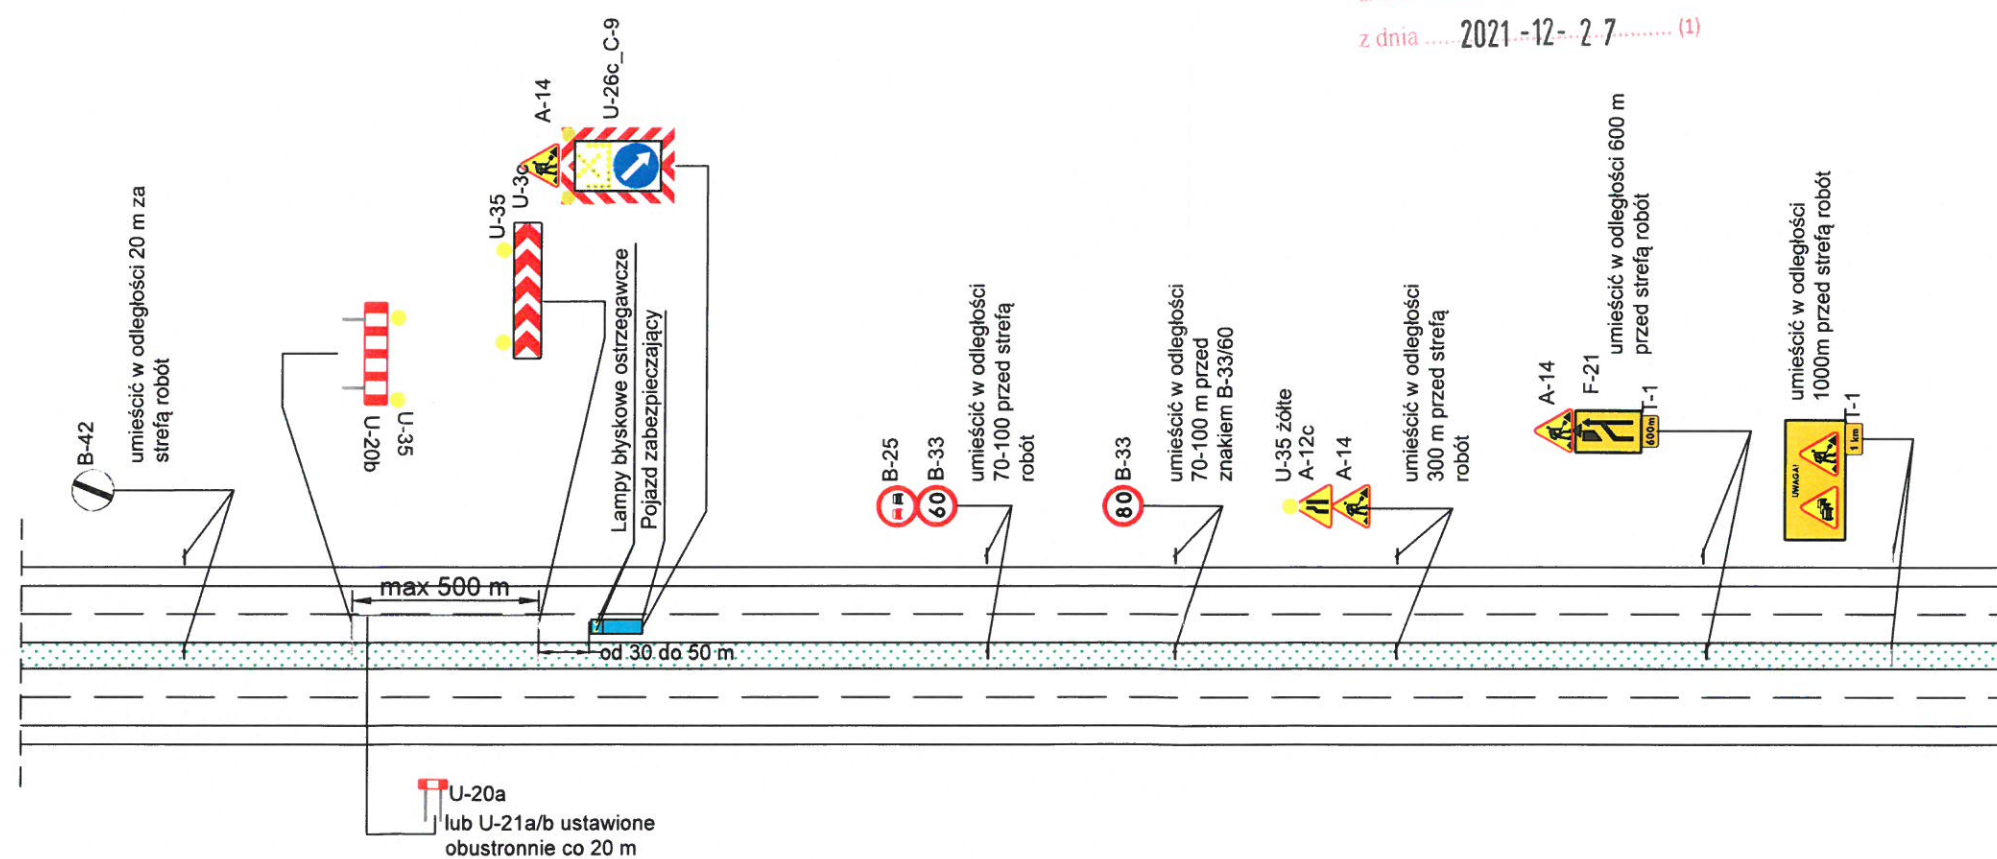 z dnia 2021-12-27 (1)
B-42
umieścić w odległości 20 m za
strefą robót
U-20b
U-35
U-35
U-3c
A-14
U-26c_C-9
Lampy błyskowe ostrzegawcze
Pojazd zabezpieczający
max 500 m
od 30 do 50 m
B-25
B-33
60
umieścić w odległości
70-100 przed strefą
robót
B-33
80
umieścić w odległości
70-100 m przed
znakiem B-33/60
U-35 żółte
A-12c
A-14
umieścić w odległości
300 m przed strefą
robót
A-14
F-21
T-1
600m
umieścić w odległości 600 m
przed strefą robót
UWAGA!
T-1
1 km
umieścić w odległości
1000m przed strefą robót
U-20a
lub U-21a/b ustawione
obustronnie co 20 m